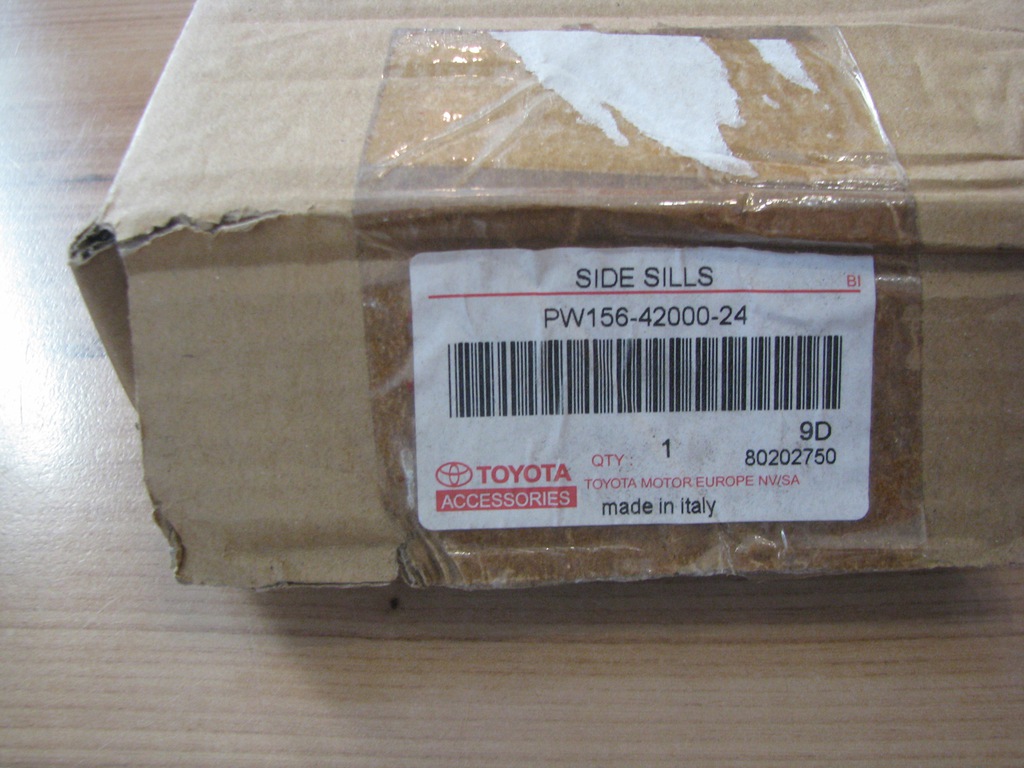 SIDE SILLS
BI
PW156-42000-24
9D
QTY: 1
80202750
TOYOTA
TOYOTA MOTOR EUROPE NV/SA
ACCESSORIES
made in italy